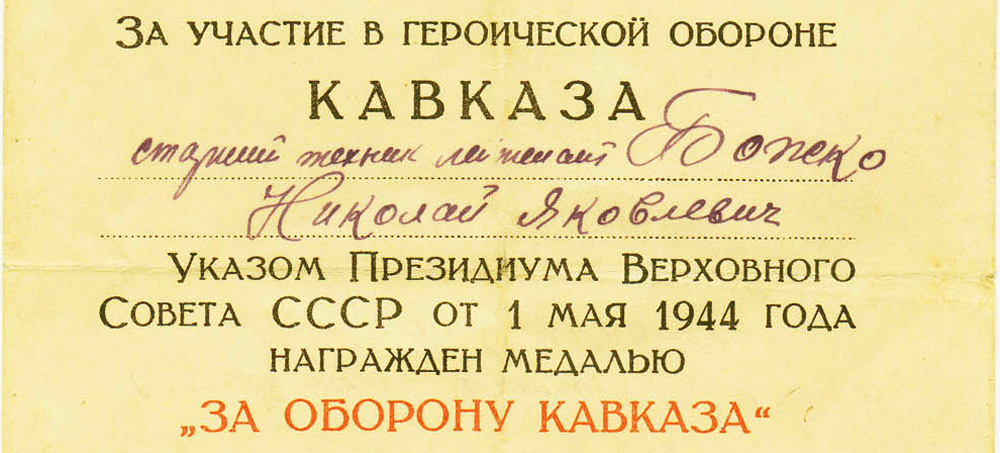 За участие в героической обороне
КАВКАЗА
старший техник лейтенант Божко
Николай Яковлевич
Указом Президиума Верховного
Совета СССР от 1 мая 1944 года
награжден медалью
„ЗА ОБОРОНУ КАВКАЗА“